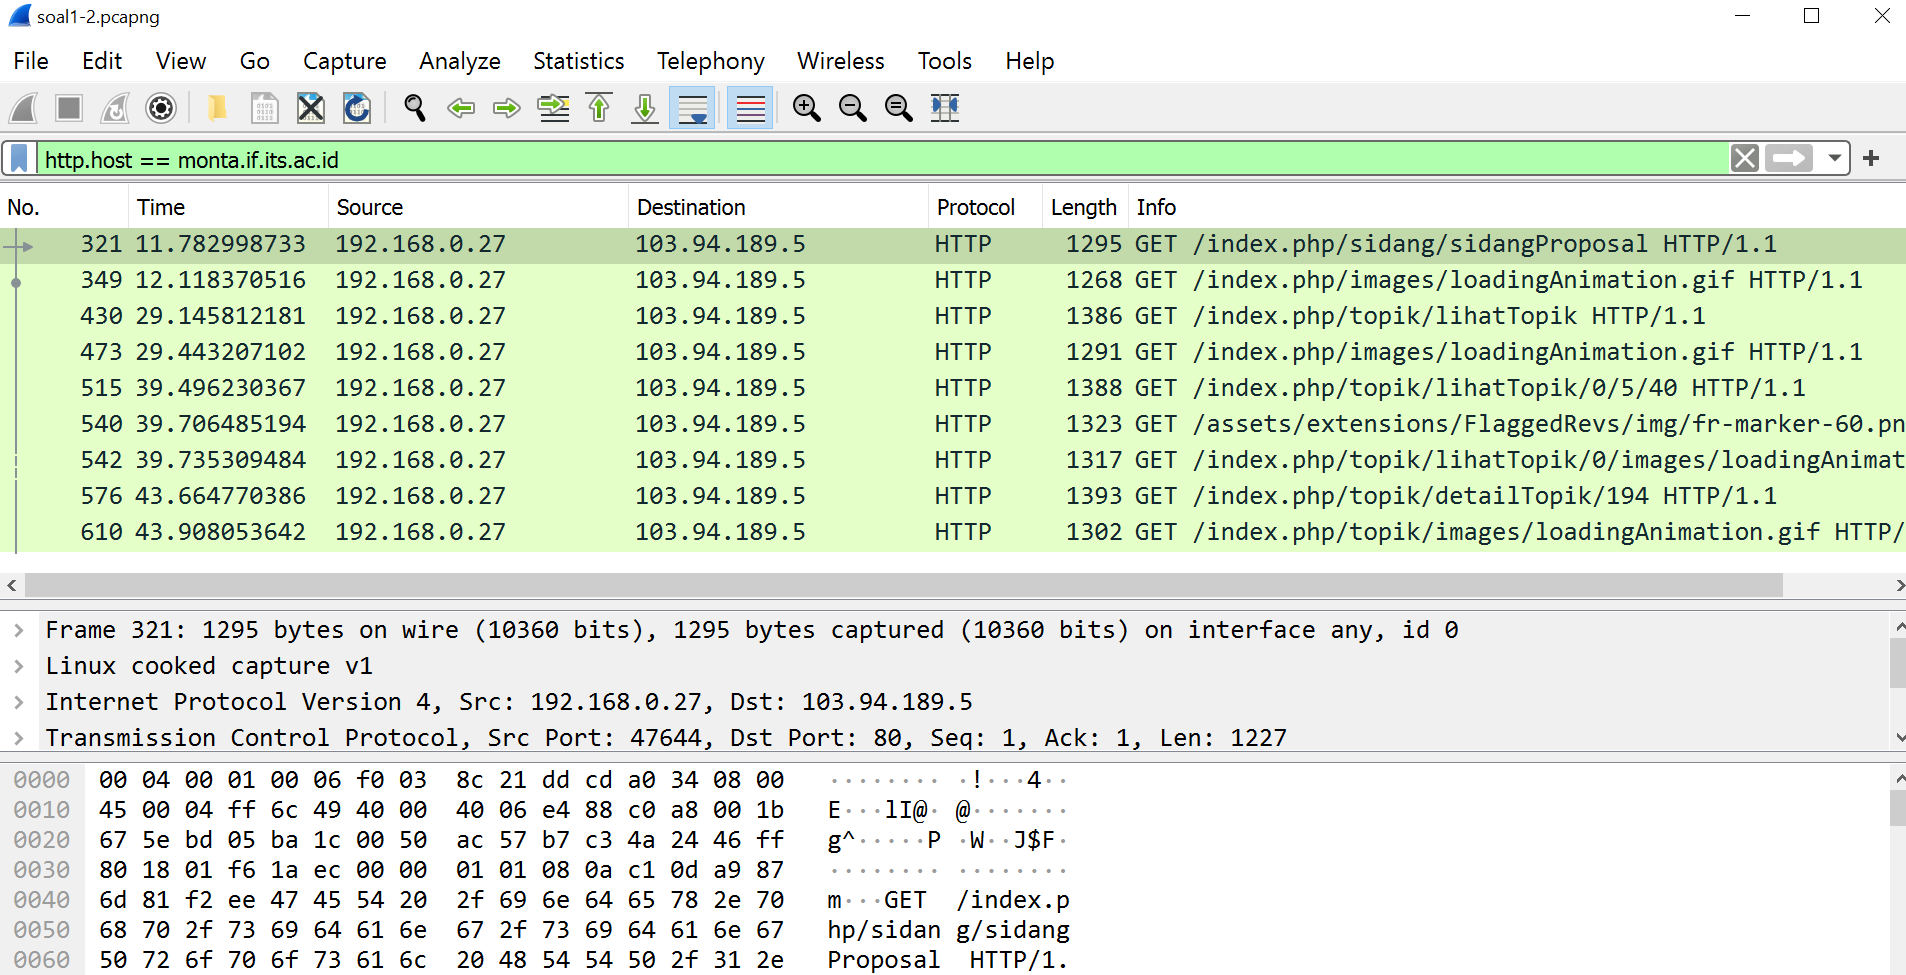 soal1-2.pcapng
File Edit View Go Capture Analyze Statistics Telephony Wireless Tools Help
http.host == monta.if.its.ac.id
No. Time Source Destination Protocol Length Info
321 11.782998733 192.168.0.27 103.94.189.5 HTTP 1295 GET /index.php/sidang/sidangProposal HTTP/1.1
349 12.118370516 192.168.0.27 103.94.189.5 HTTP 1268 GET /index.php/images/loadingAnimation.gif HTTP/1.1
430 29.145812181 192.168.0.27 103.94.189.5 HTTP 1386 GET /index.php/topik/lihatTopik HTTP/1.1
473 29.443207102 192.168.0.27 103.94.189.5 HTTP 1291 GET /index.php/images/loadingAnimation.gif HTTP/1.1
515 39.496230367 192.168.0.27 103.94.189.5 HTTP 1388 GET /index.php/topik/lihatTopik/0/5/40 HTTP/1.1
540 39.706485194 192.168.0.27 103.94.189.5 HTTP 1323 GET /assets/extensions/FlaggedRevs/img/fr-marker-60.pn
542 39.735309484 192.168.0.27 103.94.189.5 HTTP 1317 GET /index.php/topik/lihatTopik/0/images/loadingAnimat
576 43.664770386 192.168.0.27 103.94.189.5 HTTP 1393 GET /index.php/topik/detailTopik/194 HTTP/1.1
610 43.908053642 192.168.0.27 103.94.189.5 HTTP 1302 GET /index.php/topik/images/loadingAnimation.gif HTTP/
Frame 321: 1295 bytes on wire (10360 bits), 1295 bytes captured (10360 bits) on interface any, id 0
Linux cooked capture v1
Internet Protocol Version 4, Src: 192.168.0.27, Dst: 103.94.189.5
Transmission Control Protocol, Src Port: 47644, Dst Port: 80, Seq: 1, Ack: 1, Len: 1227
0000 00 04 00 01 00 06 f0 03 8c 21 dd cd a0 34 08 00 ········ ·!···4··
0010 45 00 04 ff 6c 49 40 00 40 06 e4 88 c0 a8 00 1b E···lI@· @·······
0020 67 5e bd 05 ba 1c 00 50 ac 57 b7 c3 4a 24 46 ff g^·····P ·W··J$F·
0030 80 18 01 f6 1a ec 00 00 01 01 08 0a c1 0d a9 87 ········ ········
0040 6d 81 f2 ee 47 45 54 20 2f 69 6e 64 65 78 2e 70 m···GET /index.p
0050 68 70 2f 73 69 64 61 6e 67 2f 73 69 64 61 6e 67 hp/sidan g/sidang
0060 50 72 6f 70 6f 73 61 6c 20 48 54 54 50 2f 31 2e Proposal HTTP/1.